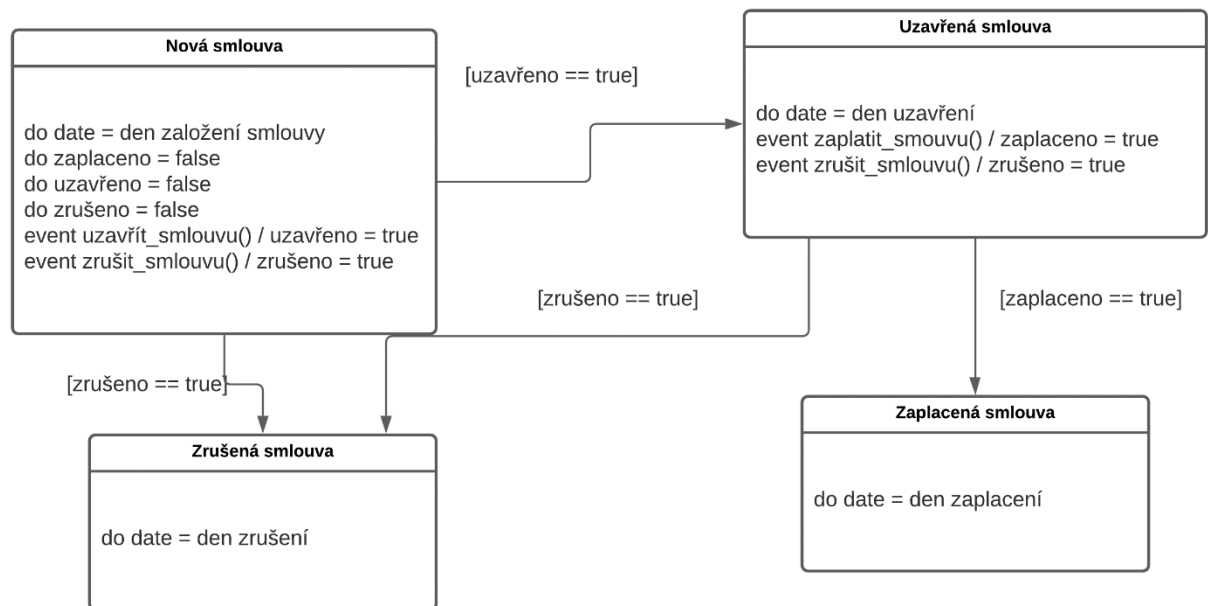 Nová smlouva
do date = den založení smlouvy
do zaplaceno = false
do uzavřeno = false
do zrušeno = false
event uzavřít_smlouvu() / uzavřeno = true
event zrušit_smlouvu() / zrušeno = true
[uzavřeno == true]
Uzavřená smlouva
do date = den uzavření
event zaplatit_smouvu() / zaplaceno = true
event zrušit_smlouvu() / zrušeno = true
[zrušeno == true]
[zaplaceno == true]
[zrušeno == true]
Zrušená smlouva
do date = den zrušení
Zaplacená smlouva
do date = den zaplacení